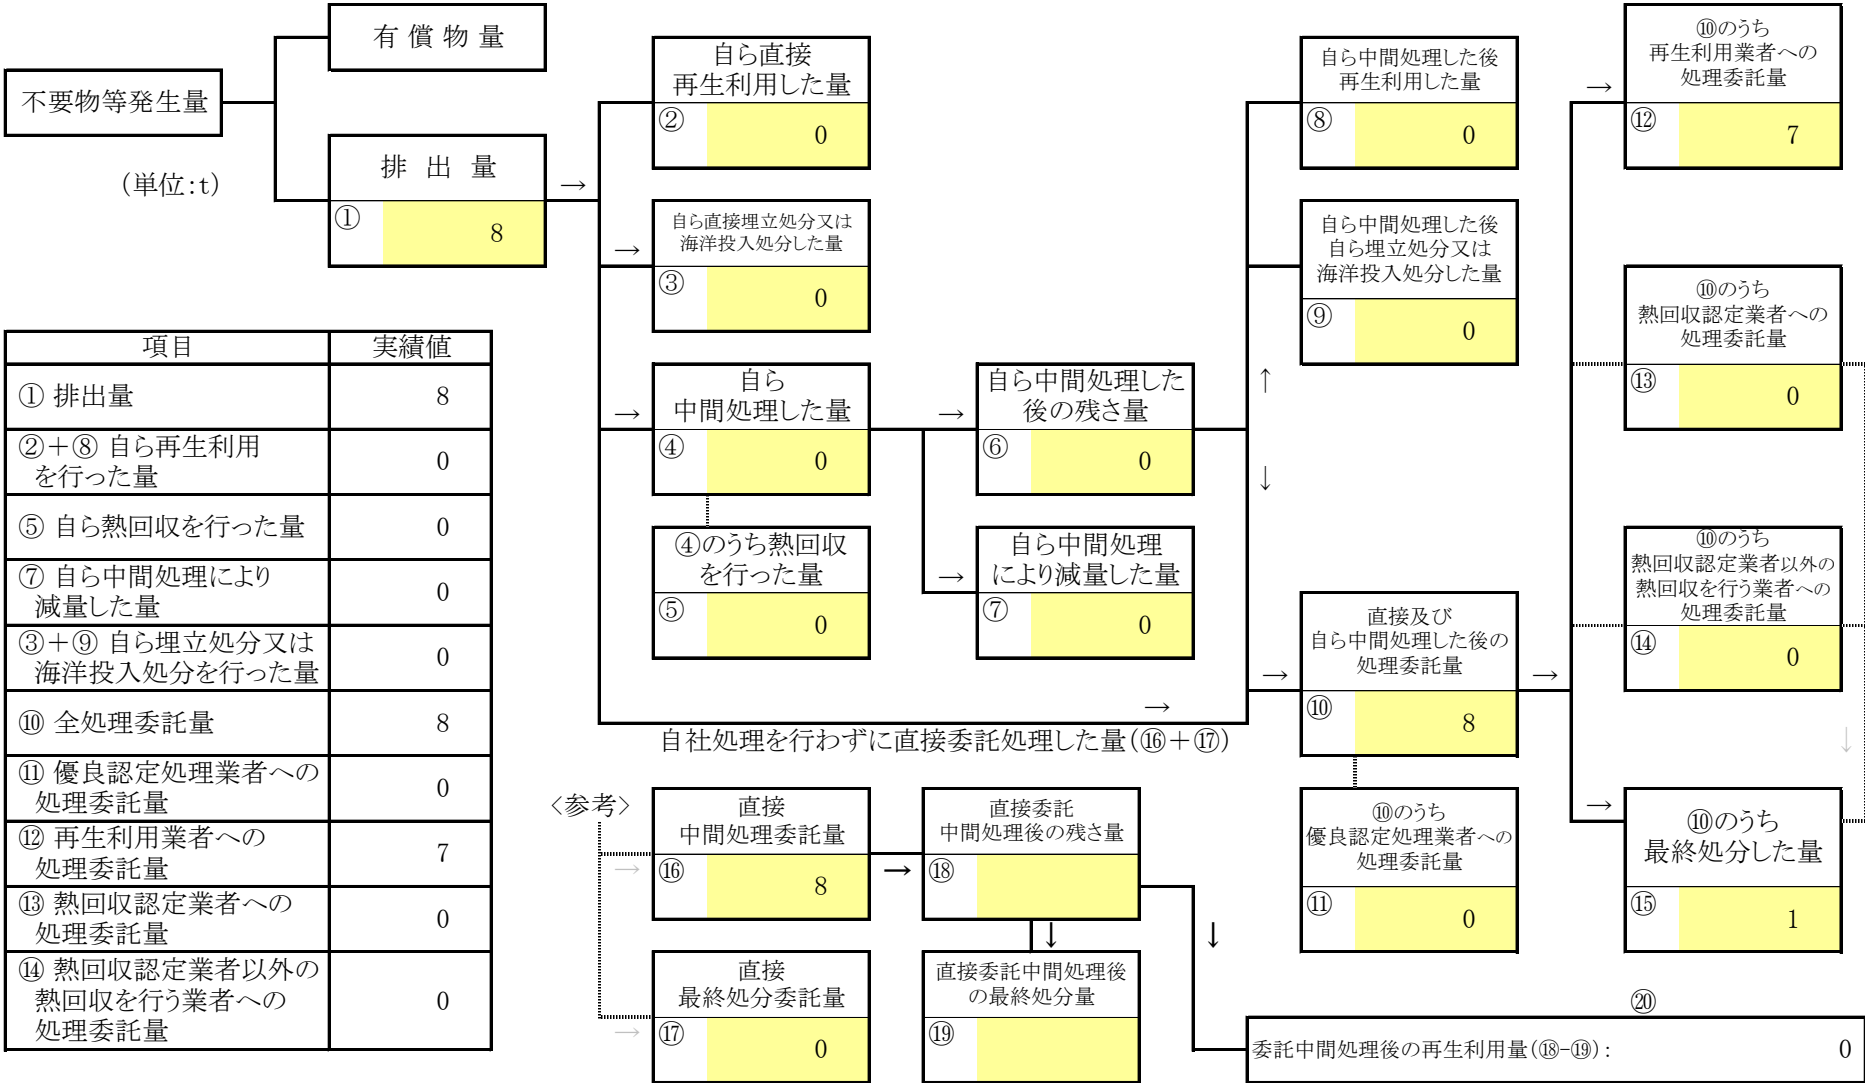 有 償 物 量
不要物等発生量
(単位:t)
排 出 量
→
①
8
自ら直接
再生利用した量
②
0
→
自ら直接埋立処分又は
海洋投入処分した量
③
0
→
自ら
中間処理した量
④
0
④のうち熱回収
を行った量
⑤
0
→
自ら中間処理した
後の残さ量
⑥
0
→
自ら中間処理
により減量した量
⑦
0
自ら中間処理した後
再生利用した量
⑧
0
自ら中間処理した後
自ら埋立処分又は
海洋投入処分した量
⑨
0
↑
↓
→
自社処理を行わずに直接委託処理した量(⑯+⑰)
→
直接及び
自ら中間処理した後の
処理委託量
⑩
8
→
⑩のうち
優良認定処理業者への
処理委託量
⑪
0
→
⑩のうち
再生利用業者への
処理委託量
⑫
7
⑩のうち
熱回収認定業者への
処理委託量
⑬
0
⑩のうち
熱回収認定業者以外の
熱回収を行う業者への
処理委託量
⑭
0
↓
→
⑩のうち
最終処分した量
⑮
1
項目 実績値
① 排出量 8
②+⑧ 自ら再生利用
を行った量 0
⑤ 自ら熱回収を行った量 0
⑦ 自ら中間処理により
減量した量 0
③+⑨ 自ら埋立処分又は
海洋投入処分を行った量 0
⑩ 全処理委託量 8
⑪ 優良認定処理業者への
処理委託量 0
⑫ 再生利用業者への
処理委託量 7
⑬ 熱回収認定業者への
処理委託量 0
⑭ 熱回収認定業者以外の
熱回収を行う業者への
処理委託量 0
〈参考〉
→
直接
中間処理委託量
⑯
8
→
直接委託
中間処理後の残さ量
⑱
↓
↓
→
直接
最終処分委託量
⑰
0
直接委託中間処理後
の最終処分量
⑲
⑳
委託中間処理後の再生利用量(⑱-⑲): 0